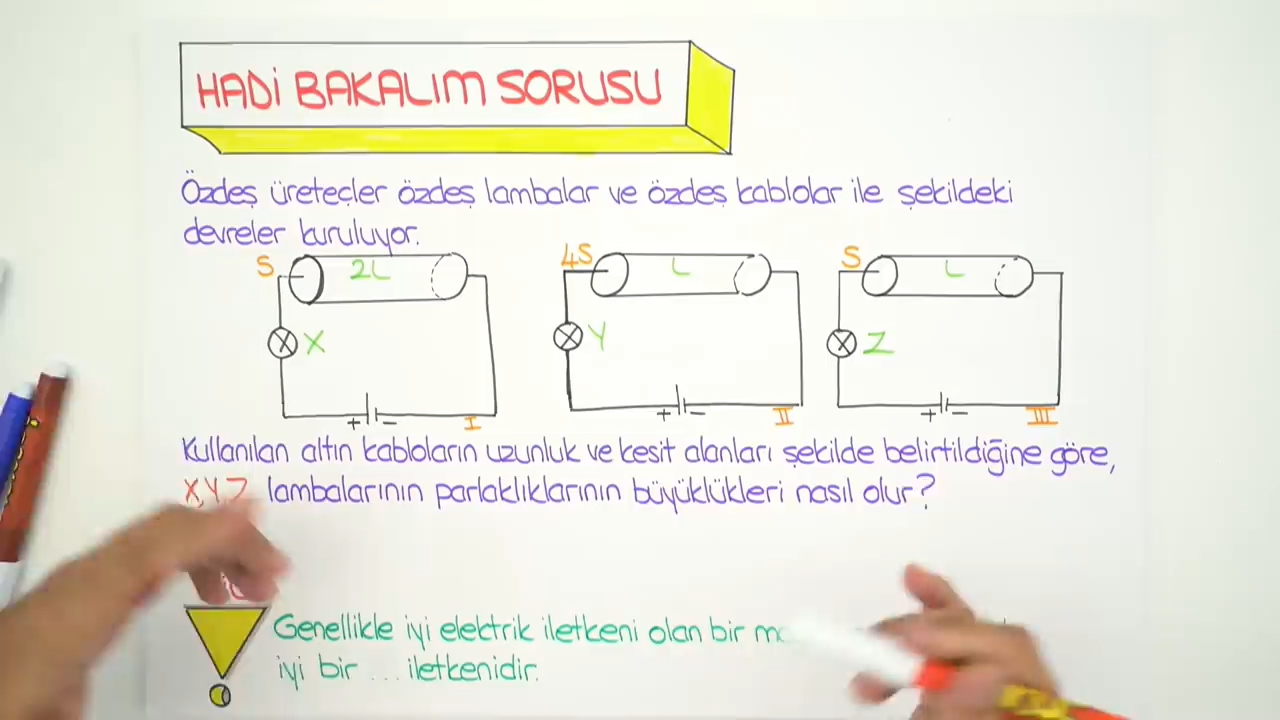 HADİ BAKALIM SORUSU
Özdeş üreteçler özdeş lambalar ve özdeş kablolar ile şekildeki
devreler kuruluyor.
S 2L 4S L S L
X Y Z
+ - + - + -
I II III
Kullanılan altın kabloların uzunluk ve kesit alanları şekilde belirtildiğine göre,
X,Y,Z lambalarının parlaklıklarının büyüklükleri nasıl olur?
Genellikle iyi elektrik iletkeni olan bir
iyi bir ... iletkenidir.